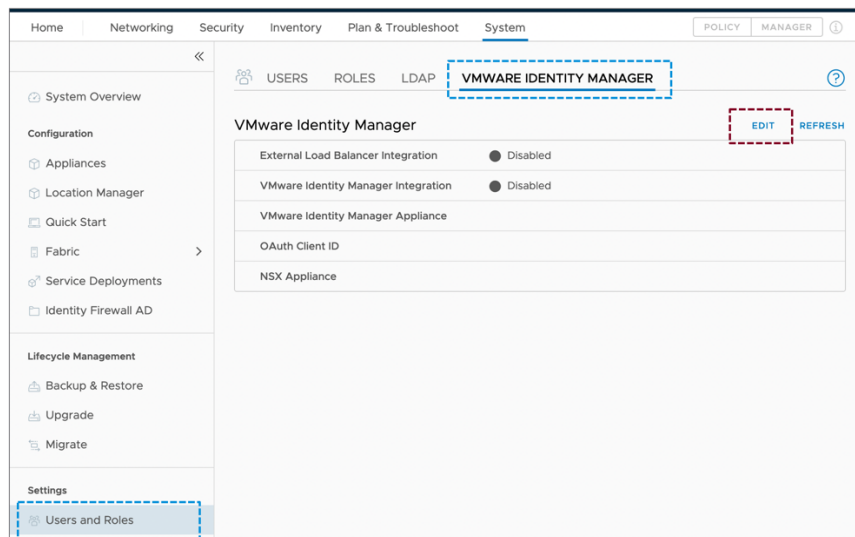 Home Networking Security Inventory Plan & Troubleshoot System POLICY MANAGER
«
USERS ROLES LDAP VMWARE IDENTITY MANAGER ?
System Overview
Configuration
Appliances
Location Manager
Quick Start
Fabric
Service Deployments
Identity Firewall AD
Lifecycle Management
Backup & Restore
Upgrade
Migrate
Settings
Users and Roles
VMware Identity Manager EDIT REFRESH
External Load Balancer Integration Disabled
VMware Identity Manager Integration Disabled
VMware Identity Manager Appliance
OAuth Client ID
NSX Appliance